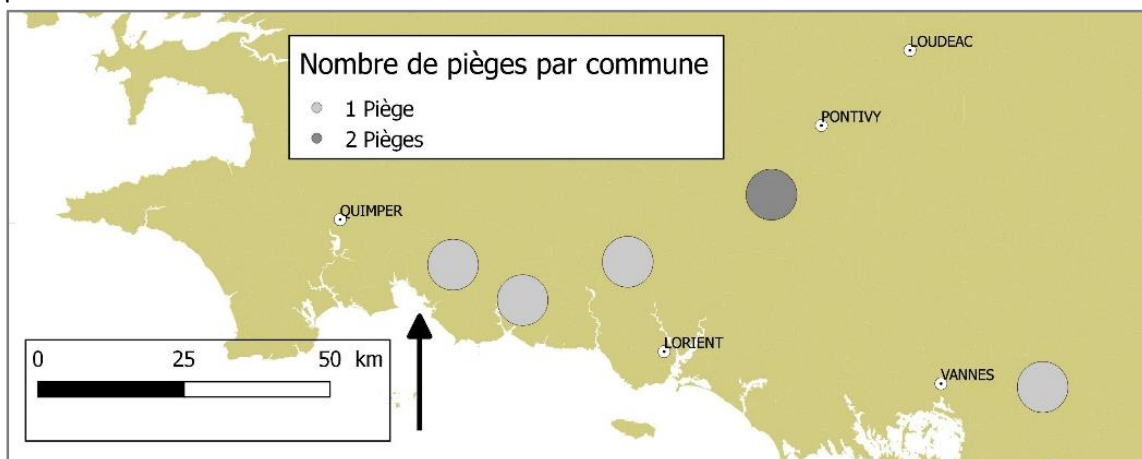 LOUDEAC
Nombre de pièges par commune
1 Piège
2 Pièges
PONTIVY
QUIMPER
LORIENT
0 25 50 km
VANNES